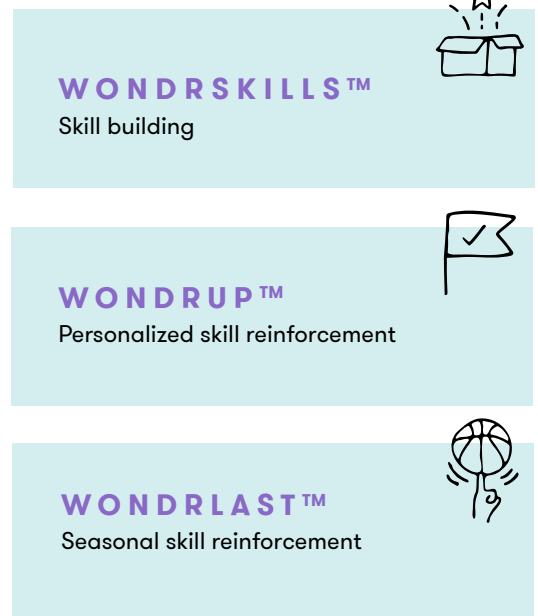 WONDRSKILLS™
Skill building
WONDRUP™
Personalized skill reinforcement
WONDRLAST™
Seasonal skill reinforcement